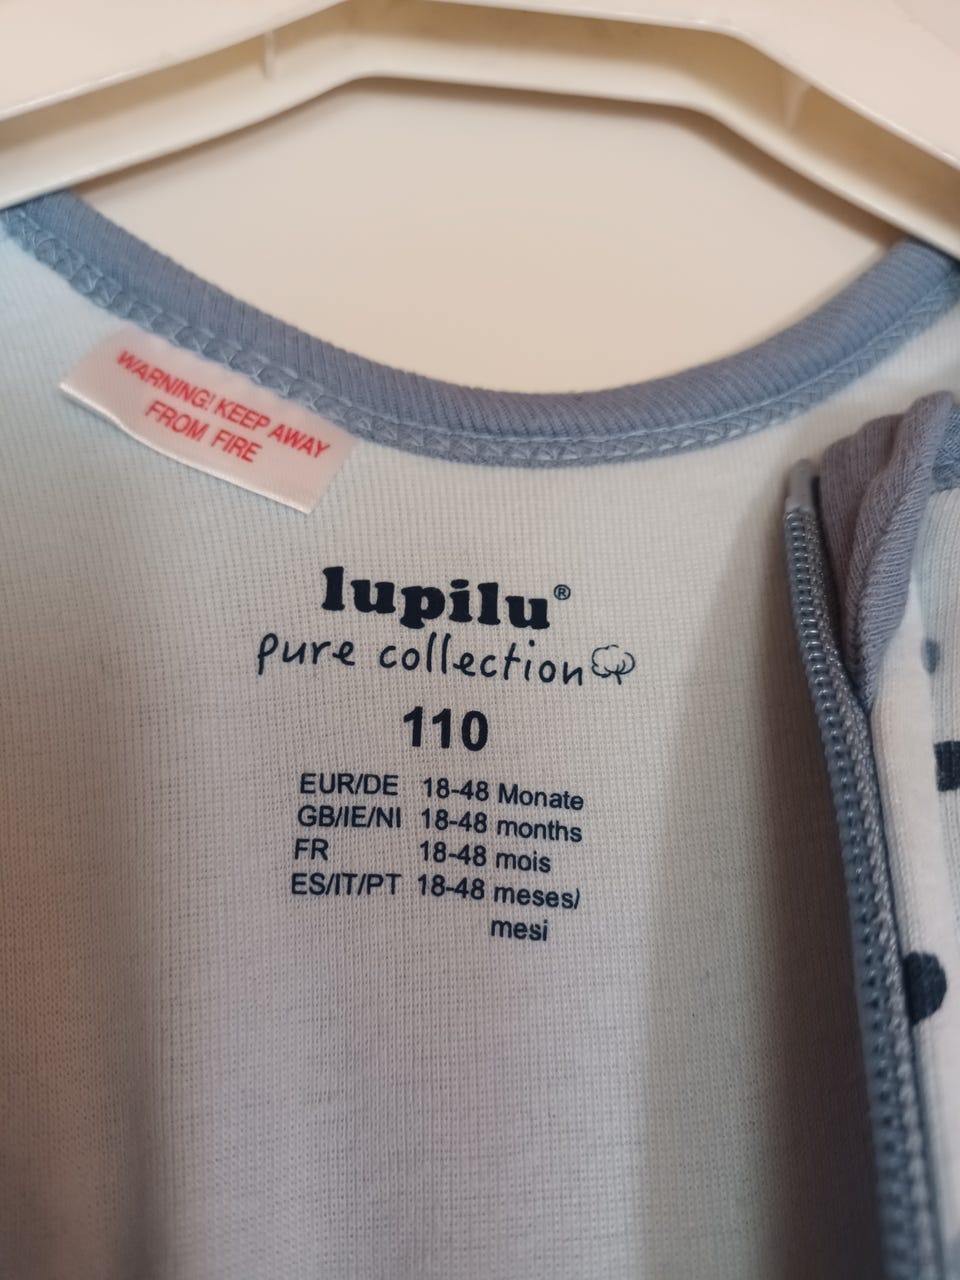 WARNING! KEEP AWAY
FROM FIRE
lupilu®
pure collection
110
EUR/DE 18-48 Monate
GB/IE/NI 18-48 months
FR 18-48 mois
ES/IT/PT 18-48 meses/
mesi